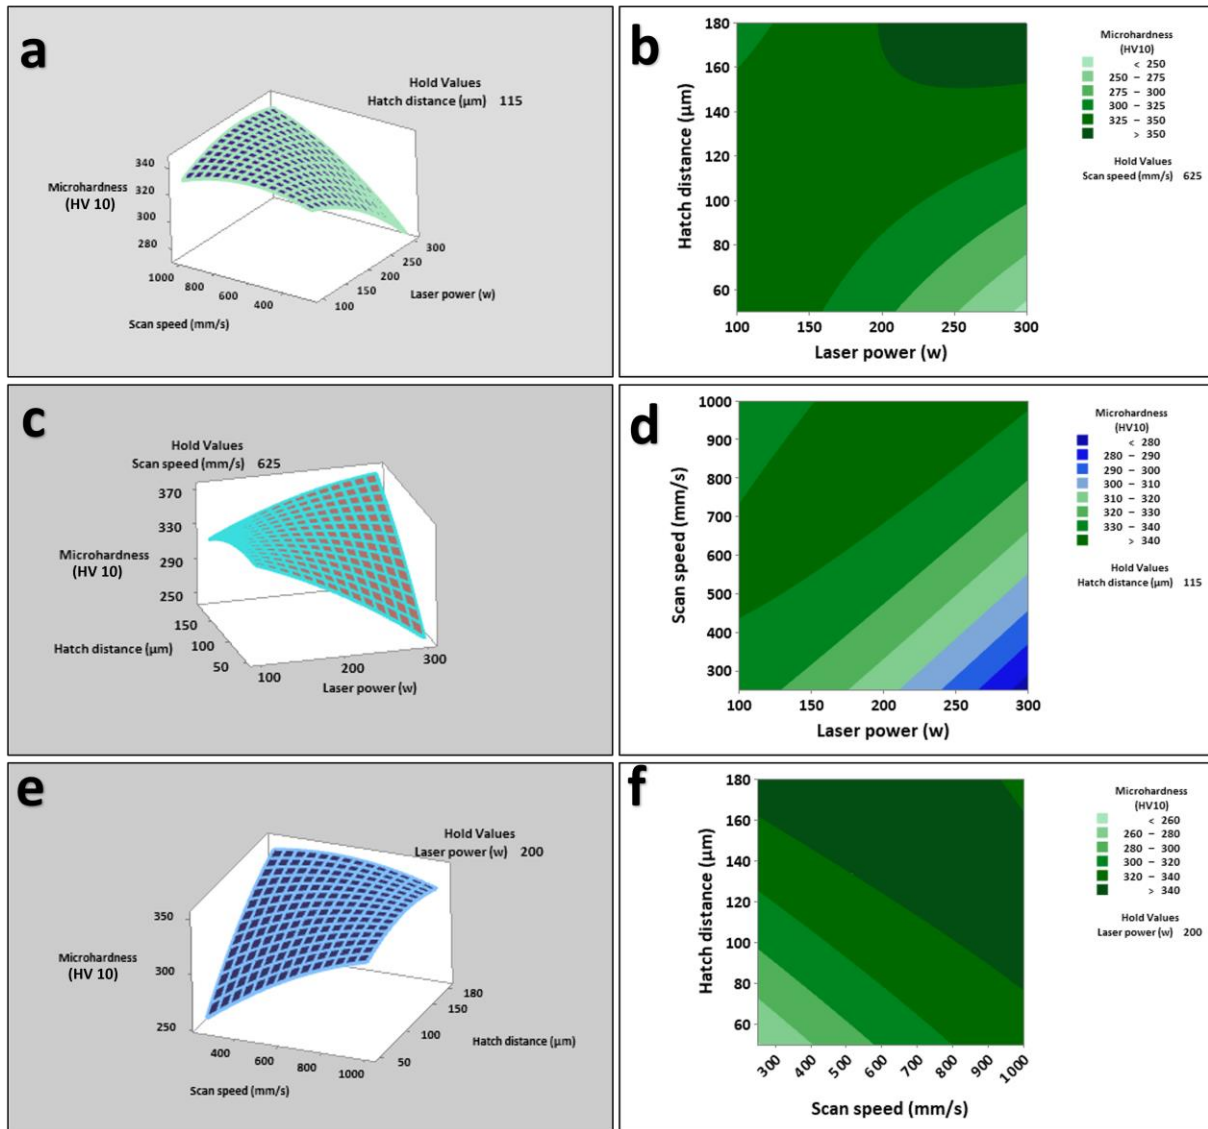 a
Hold Values
Hatch distance (µm) 115
340
320
300
280
Microhardness
(HV 10)
1000
800
600
400
Scan speed (mm/s)
300
250
200
150
100
Laser power (w)
b
180
160
140
120
100
80
60
Hatch distance (µm)
100
150
200
250
300
Laser power (w)
Microhardness
(HV10)
< 250
250 – 275
275 – 300
300 – 325
325 – 350
> 350
Hold Values
Scan speed (mm/s) 625
c
Hold Values
Scan speed (mm/s) 625
370
330
290
250
Microhardness
(HV 10)
150
100
50
Hatch distance (µm)
100
200
300
Laser power (w)
d
1000
900
800
700
600
500
400
300
Scan speed (mm/s)
100
150
200
250
300
Laser power (w)
Microhardness
(HV10)
< 280
280 – 290
290 – 300
300 – 310
310 – 320
320 – 330
330 – 340
> 340
Hold Values
Hatch distance (µm) 115
e
Hold Values
Laser power (w) 200
350
300
250
Microhardness
(HV 10)
400
600
800
1000
Scan speed (mm/s)
180
150
100
50
Hatch distance (µm)
f
180
160
140
120
100
80
60
Hatch distance (µm)
300
400
500
600
700
800
900
1000
Scan speed (mm/s)
Microhardness
(HV10)
< 260
260 – 280
280 – 300
300 – 320
320 – 340
> 340
Hold Values
Laser power (w) 200